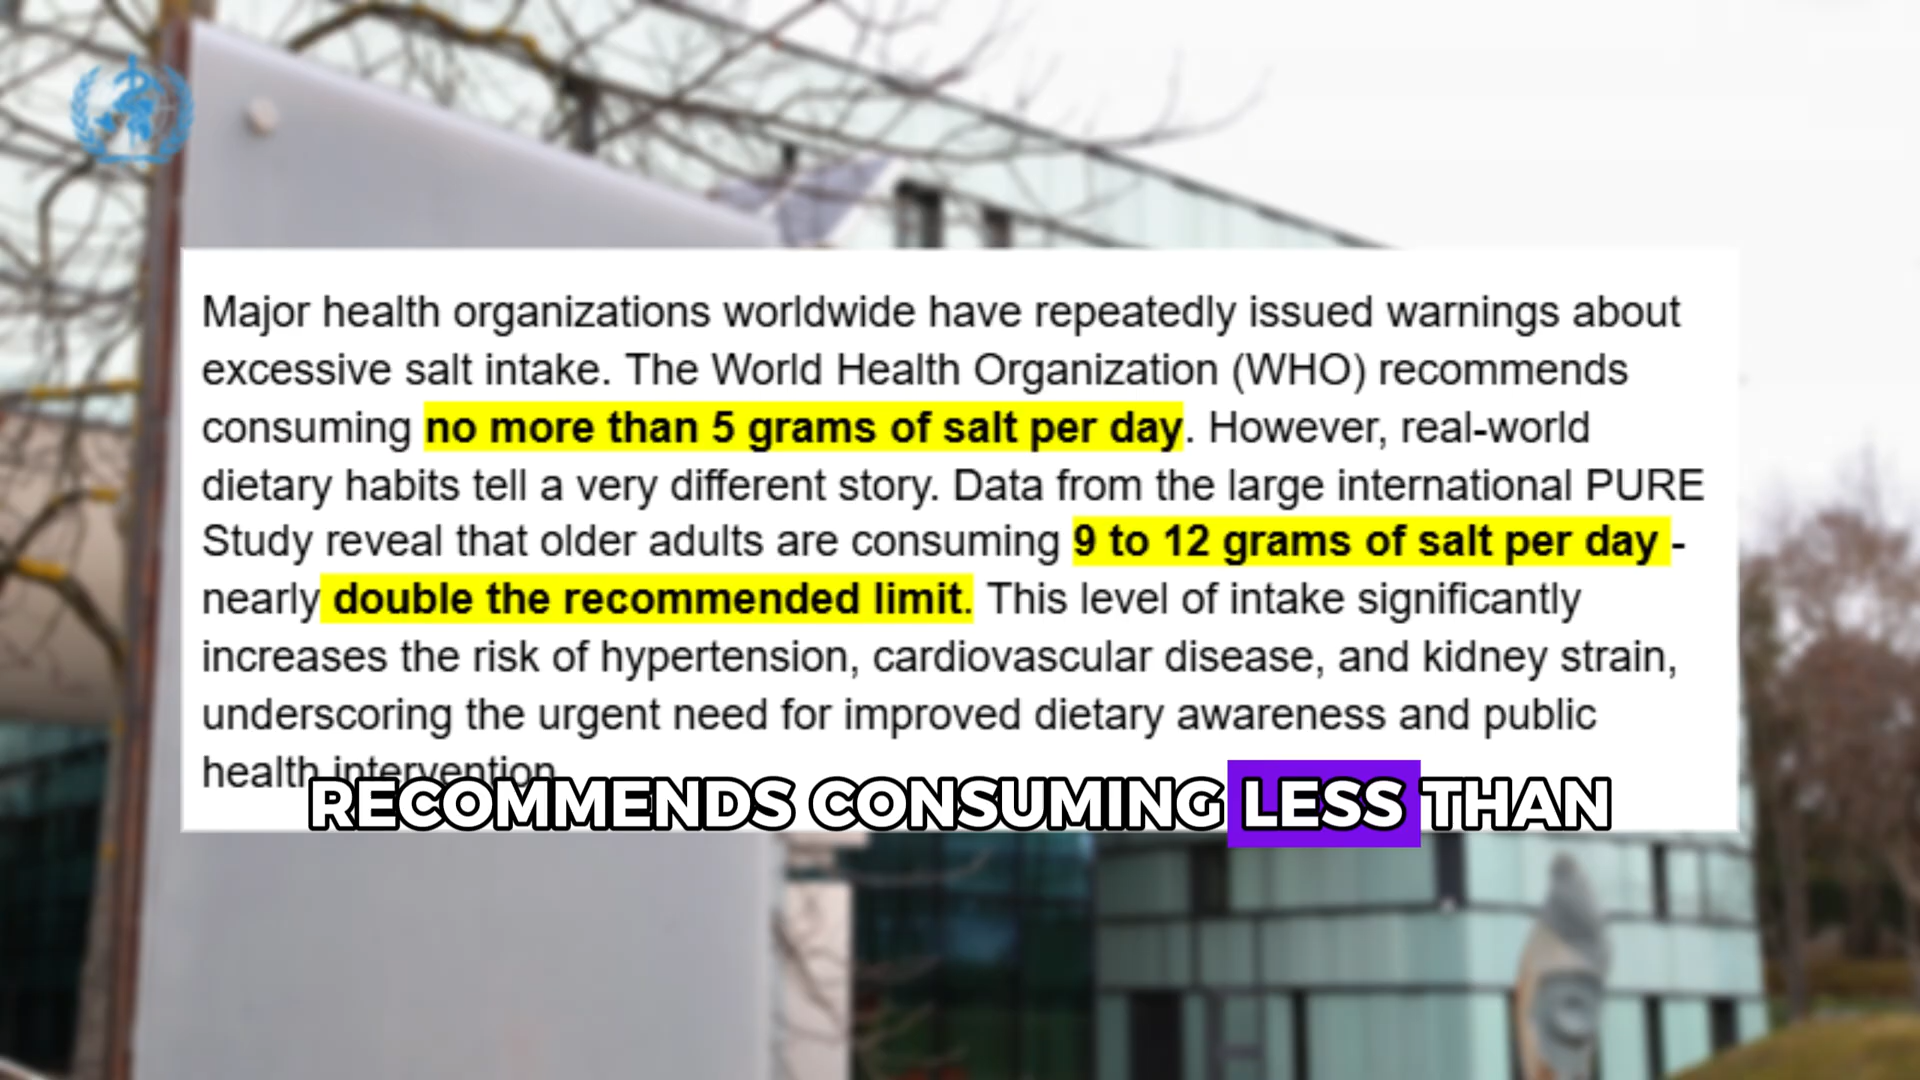 Major health organizations worldwide have repeatedly issued warnings about
excessive salt intake. The World Health Organization (WHO) recommends
consuming no more than 5 grams of salt per day. However, real-world
dietary habits tell a very different story. Data from the large international PURE
Study reveal that older adults are consuming 9 to 12 grams of salt per day -
nearly double the recommended limit. This level of intake significantly
increases the risk of hypertension, cardiovascular disease, and kidney strain,
underscoring the urgent need for improved dietary awareness and public
health intervention.
RECOMMENDS CONSUMING LESS THAN